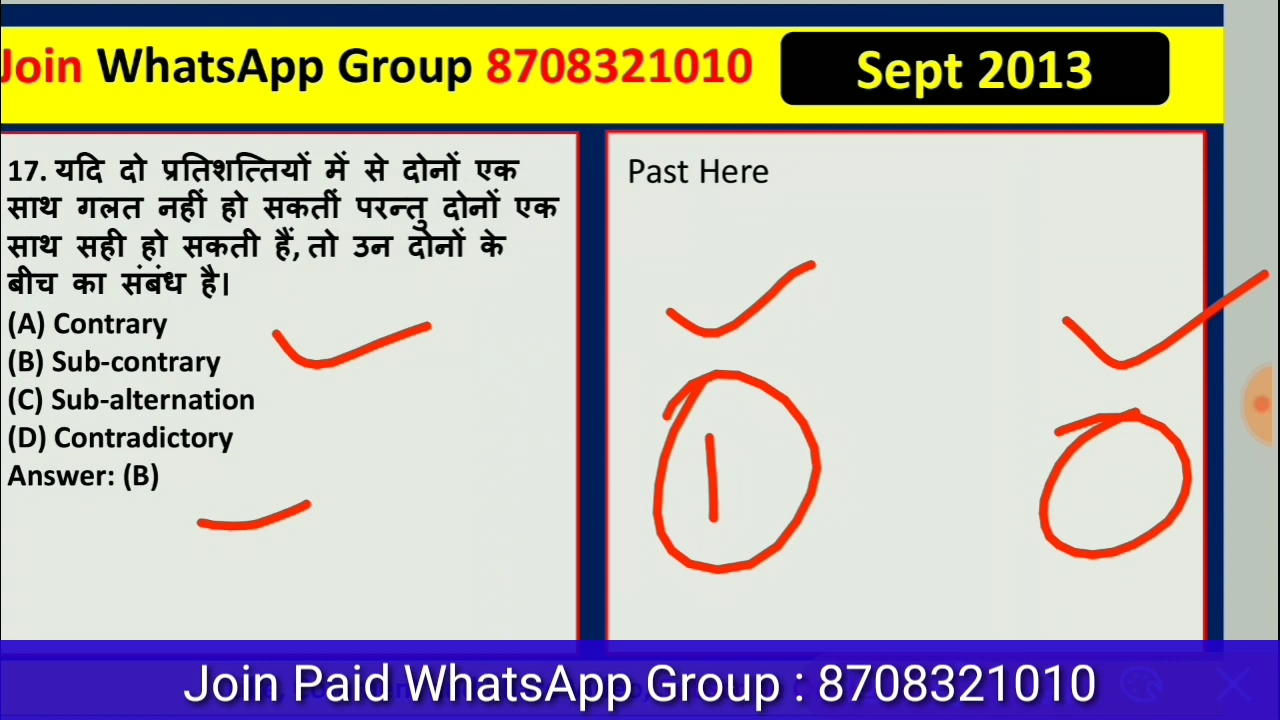 Join WhatsApp Group 8708321010
Sept 2013
17. यदि दो प्रतिशत्तियों में से दोनों एक
साथ गलत नहीं हो सकतीं परन्तु दोनों एक
साथ सही हो सकती हैं, तो उन दोनों के
बीच का संबंध है।
(A) Contrary
(B) Sub-contrary
(C) Sub-alternation
(D) Contradictory
Answer: (B)
Past Here
1
Join Paid WhatsApp Group : 8708321010